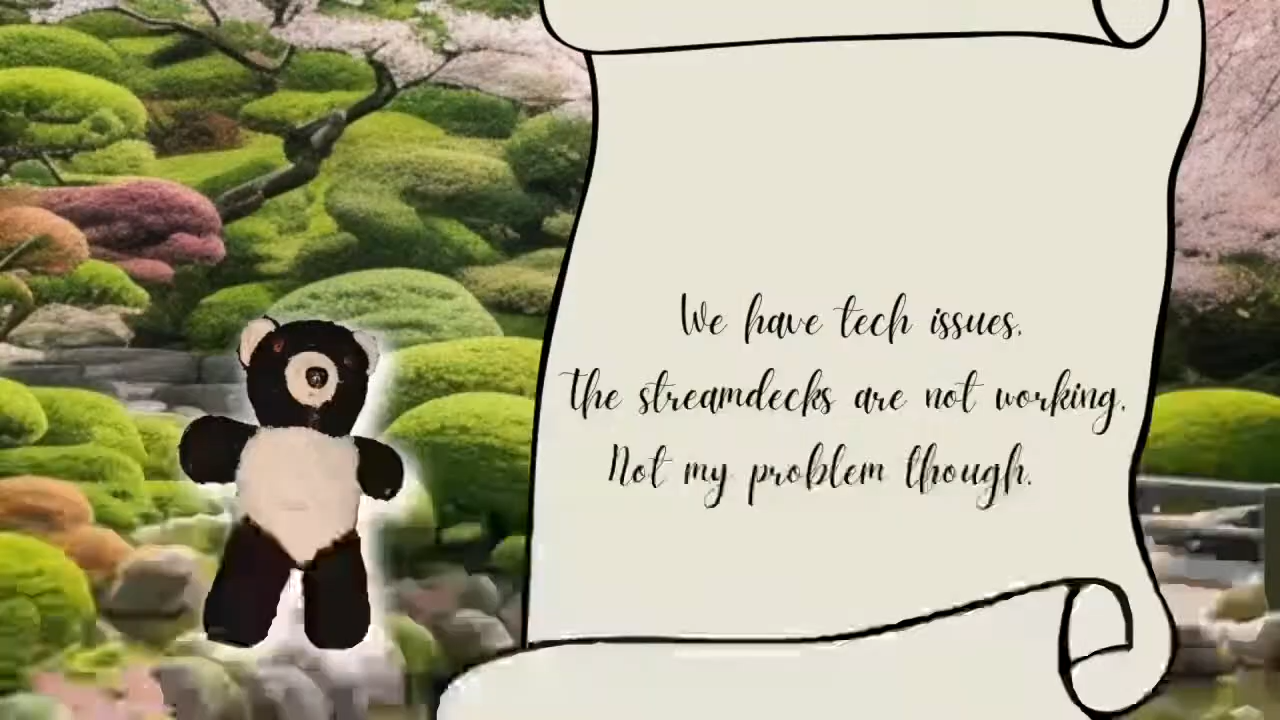 We have tech issues.
The streamdecks are not working.
Not my problem though.